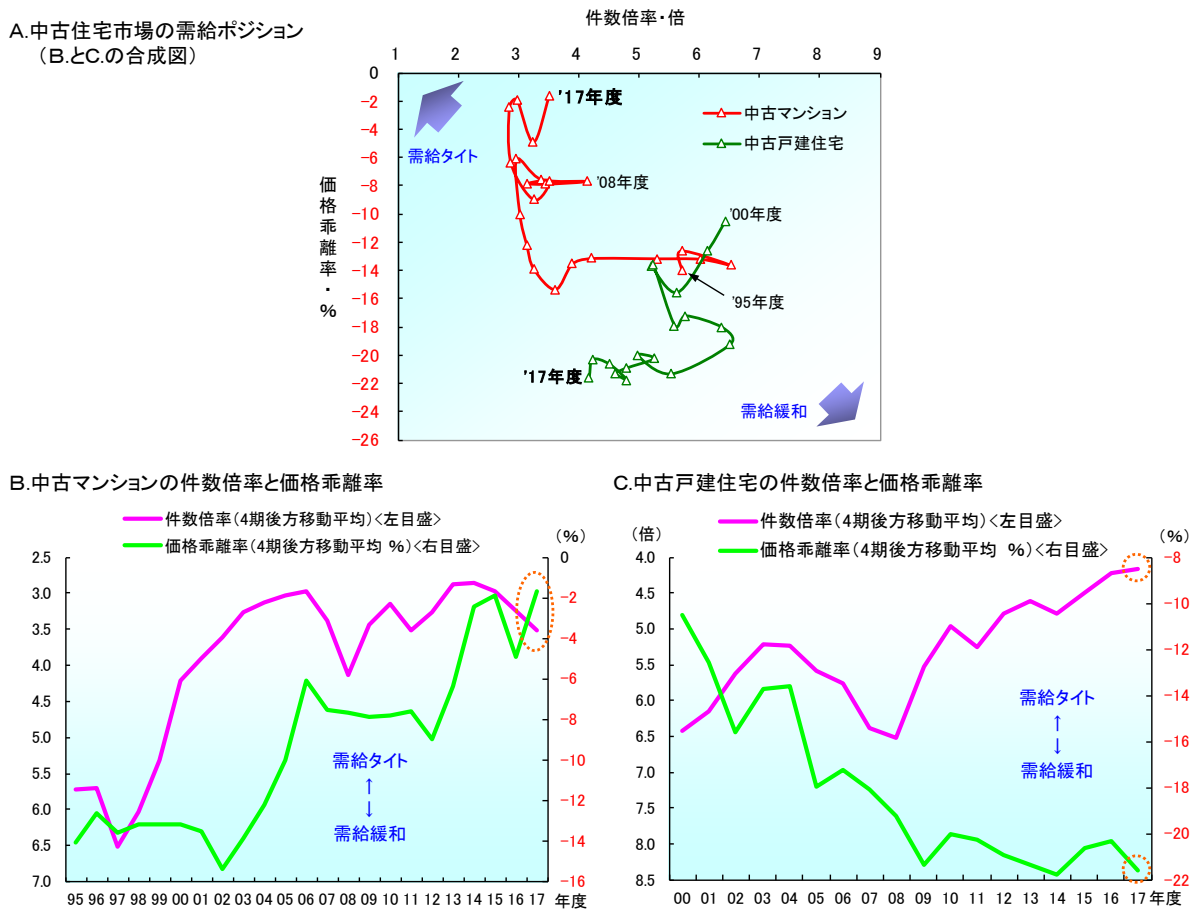 A.中古住宅市場の需給ポジション
（B.とC.の合成図）
件数倍率・倍
1 2 3 4 5 6 7 8 9
0
-2
-4
-6
-8
-10
-12
-14
-16
-18
-20
-22
-24
-26
価格乖離率・%
'17年度
中古マンション
中古戸建住宅
需給タイト
'08年度
'00年度
'95年度
'17年度
需給緩和
B.中古マンションの件数倍率と価格乖離率
件数倍率（4期後方移動平均）<左目盛>
価格乖離率（4期後方移動平均 %）<右目盛>
(%)
2.5
3.0
3.5
4.0
4.5
5.0
5.5
6.0
6.5
7.0
0
-2
-4
-6
-8
-10
-12
-14
-16
需給タイト
↑
↓
需給緩和
95 96 97 98 99 00 01 02 03 04 05 06 07 08 09 10 11 12 13 14 15 16 17 年度
C.中古戸建住宅の件数倍率と価格乖離率
件数倍率（4期後方移動平均）<左目盛>
価格乖離率（4期後方移動平均 %）<右目盛>
(倍)
(%)
4.0
4.5
5.0
5.5
6.0
6.5
7.0
7.5
8.0
8.5
-8
-10
-12
-14
-16
-18
-20
-22
需給タイト
↑
↓
需給緩和
00 01 02 03 04 05 06 07 08 09 10 11 12 13 14 15 16 17 年度